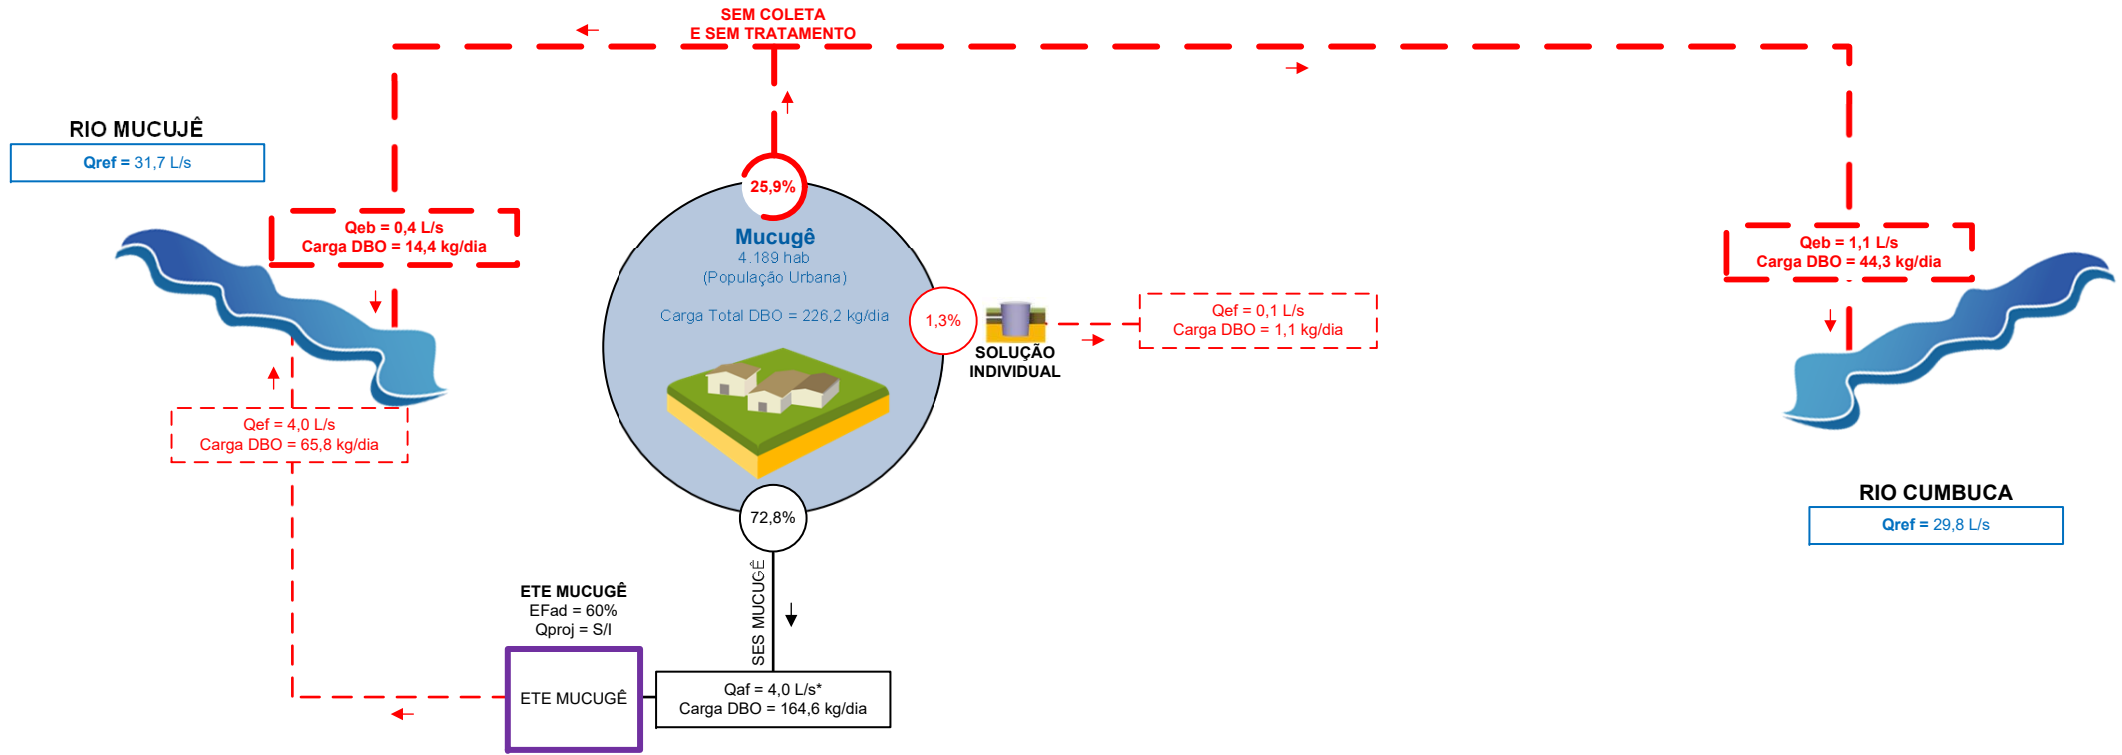 SEM COLETA
E SEM TRATAMENTO
RIO MUCUJÊ
Qref = 31,7 L/s
25,9%
Qeb = 0,4 L/s
Carga DBO = 14,4 kg/dia
Mucugê
4.189 hab
(População Urbana)
Carga Total DBO = 226,2 kg/dia
1,3%
SOLUÇÃO
INDIVIDUAL
Qef = 0,1 L/s
Carga DBO = 1,1 kg/dia
Qeb = 1,1 L/s
Carga DBO = 44,3 kg/dia
Qef = 4,0 L/s
Carga DBO = 65,8 kg/dia
RIO CUMBUCA
Qref = 29,8 L/s
72,8%
SES MUCUGÊ
ETE MUCUGÊ
EFad = 60%
Qproj = S/I
ETE MUCUGÊ
Qaf = 4,0 L/s*
Carga DBO = 164,6 kg/dia